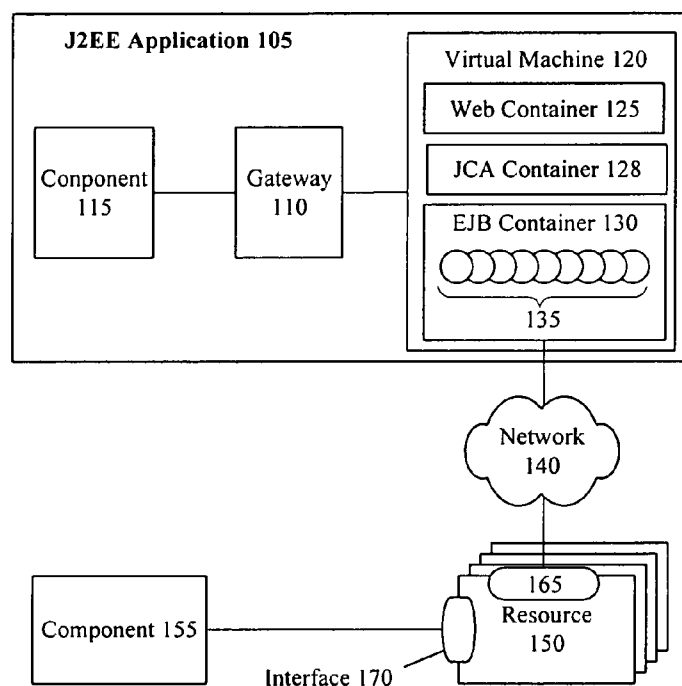 J2EE Application 105
Virtual Machine 120
Web Container 125
JCA Container 128
EJB Container 130
135
Conponent
115
Gateway
110
Network
140
165
Resource
150
Component 155
Interface 170